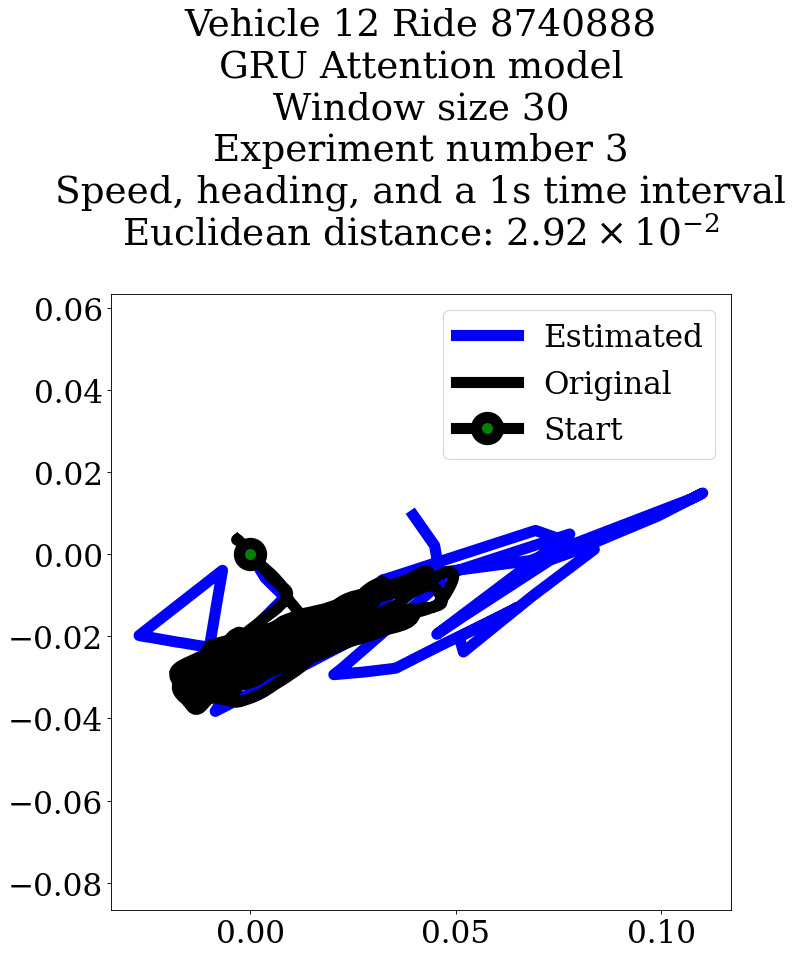 Vehicle 12 Ride 8740888
GRU Attention model
Window size 30
Experiment number 3
Speed, heading, and a 1s time interval
Euclidean distance: 2.92 × 10⁻²
Estimated
Original
Start
0.06
0.04
0.02
0.00
−0.02
−0.04
−0.06
−0.08
0.00 0.05 0.10